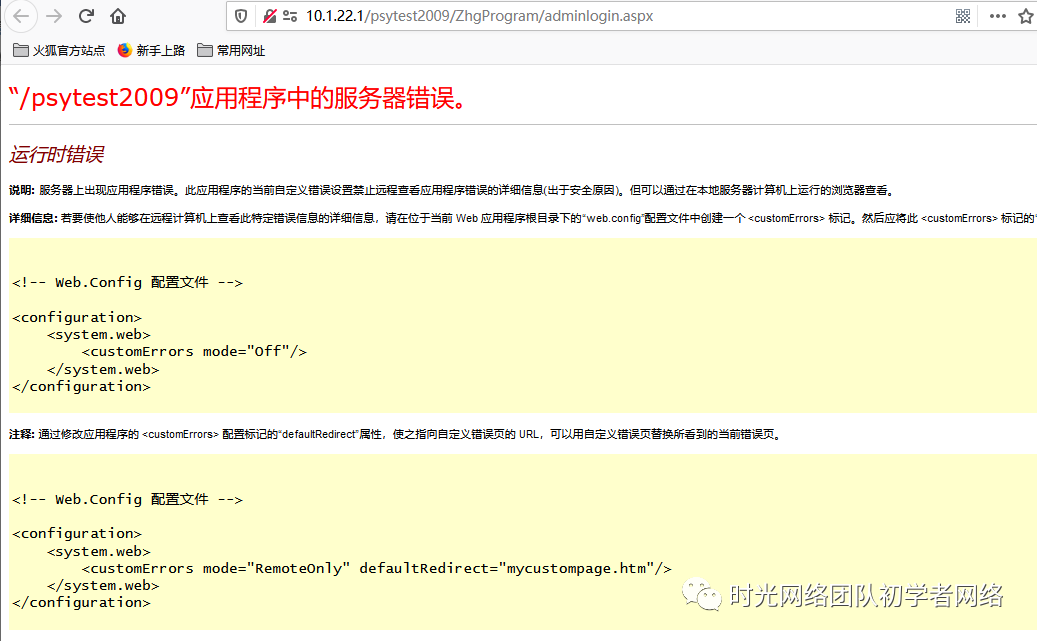 10.1.22.1/psytest2009/ZhgProgram/adminlogin.aspx
火狐官方站点 新手上路 常用网址
“/psytest2009”应用程序中的服务器错误。
运行时错误
说明: 服务器上出现应用程序错误。此应用程序的当前自定义错误设置禁止远程查看应用程序错误的详细信息(出于安全原因)。但可以通过在本地服务器计算机上运行的浏览器查看。
详细信息: 若要使他人能够在远程计算机上查看此特定错误信息的详细信息，请在位于当前 Web 应用程序根目录下的“web.config”配置文件中创建一个 <customErrors> 标记。然后应将此 <customErrors> 标记的“
<!-- Web.Config 配置文件 -->
<configuration>
<system.web>
<customErrors mode="Off"/>
</system.web>
</configuration>
注释: 通过修改应用程序的 <customErrors> 配置标记的“defaultRedirect”属性，使之指向自定义错误页的 URL，可以用自定义错误页替换所看到的当前错误页。
<!-- Web.Config 配置文件 -->
<configuration>
<system.web>
<customErrors mode="RemoteOnly" defaultRedirect="mycustompage.htm"/>
</system.web>
</configuration>
时光网络团队初学者网络